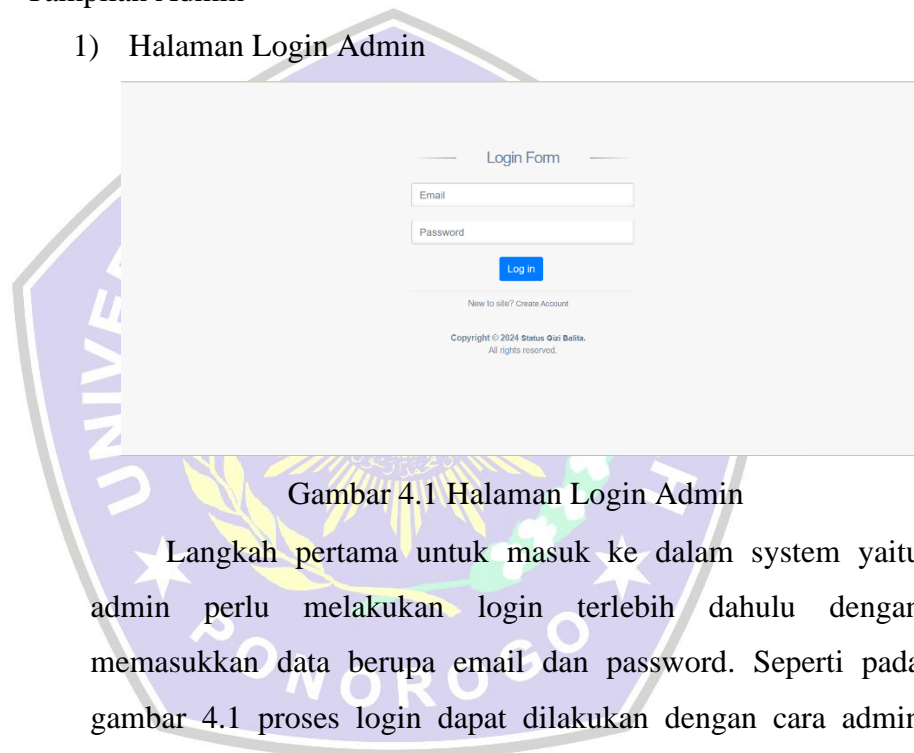 1) Halaman Login Admin
Login Form
Email
Password
Log in
New to site? Create Account
Copyright © 2024 Status Gizi Balita.
All rights reserved.
Gambar 4.1 Halaman Login Admin
Langkah pertama untuk masuk ke dalam system yaitu
admin perlu melakukan login terlebih dahulu dengan
memasukkan data berupa email dan password. Seperti pada
gambar 4.1 proses login dapat dilakukan dengan cara admin
PONOROGO